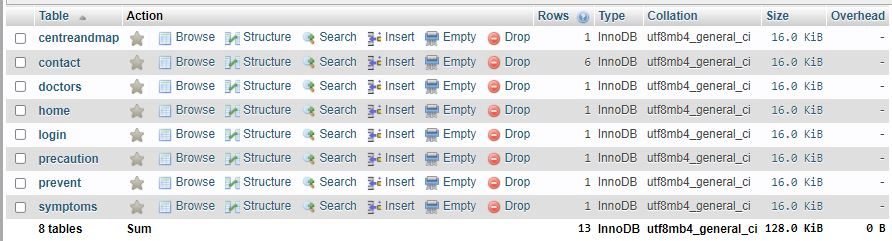 Table Action Rows Type Collation Size Overhead
centreandmap Browse Structure Search Insert Empty Drop 1 InnoDB utf8mb4_general_ci 16.0 KiB -
contact Browse Structure Search Insert Empty Drop 6 InnoDB utf8mb4_general_ci 16.0 KiB -
doctors Browse Structure Search Insert Empty Drop 1 InnoDB utf8mb4_general_ci 16.0 KiB -
home Browse Structure Search Insert Empty Drop 1 InnoDB utf8mb4_general_ci 16.0 KiB -
login Browse Structure Search Insert Empty Drop 1 InnoDB utf8mb4_general_ci 16.0 KiB -
precaution Browse Structure Search Insert Empty Drop 1 InnoDB utf8mb4_general_ci 16.0 KiB -
prevent Browse Structure Search Insert Empty Drop 1 InnoDB utf8mb4_general_ci 16.0 KiB -
symptoms Browse Structure Search Insert Empty Drop 1 InnoDB utf8mb4_general_ci 16.0 KiB -
8 tables Sum 13 InnoDB utf8mb4_general_ci 128.0 KiB 0 B